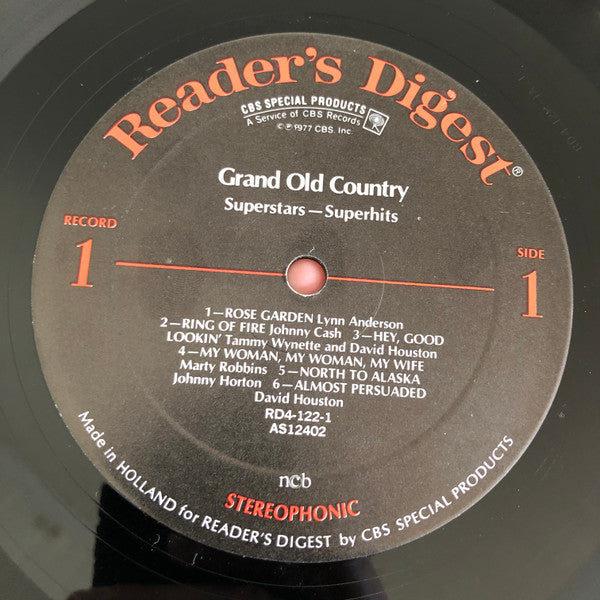 Reader's Digest®
CBS SPECIAL PRODUCTS
A Service of CBS Records
© ℗ 1977 CBS. Inc.
Grand Old Country
Superstars—Superhits
RECORD
1
SIDE
1
1—ROSE GARDEN Lynn Anderson
2—RING OF FIRE Johnny Cash 3—HEY, GOOD
LOOKIN' Tammy Wynette and David Houston
4—MY WOMAN, MY WOMAN, MY WIFE
Marty Robbins 5—NORTH TO ALASKA
Johnny Horton 6—ALMOST PERSUADED
David Houston
RD4-122-1
AS12402
ncb
STEREOPHONIC
Made in HOLLAND for READER'S DIGEST by CBS SPECIAL PRODUCTS